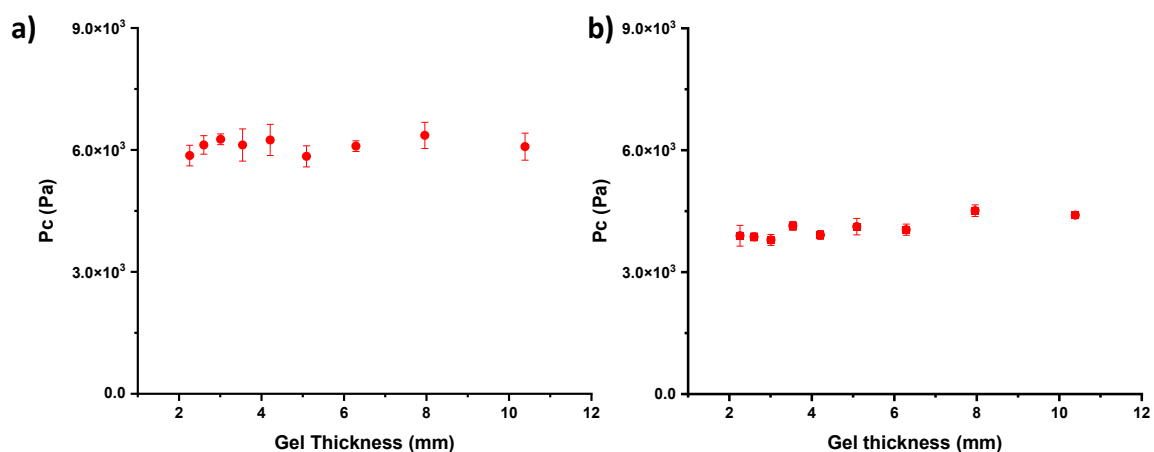 a)
9.0×10³
6.0×10³
3.0×10³
0.0
Pc (Pa)
2 4 6 8 10 12
Gel Thickness (mm)
b)
9.0×10³
6.0×10³
3.0×10³
0.0
Pc (Pa)
2 4 6 8 10 12
Gel thickness (mm)